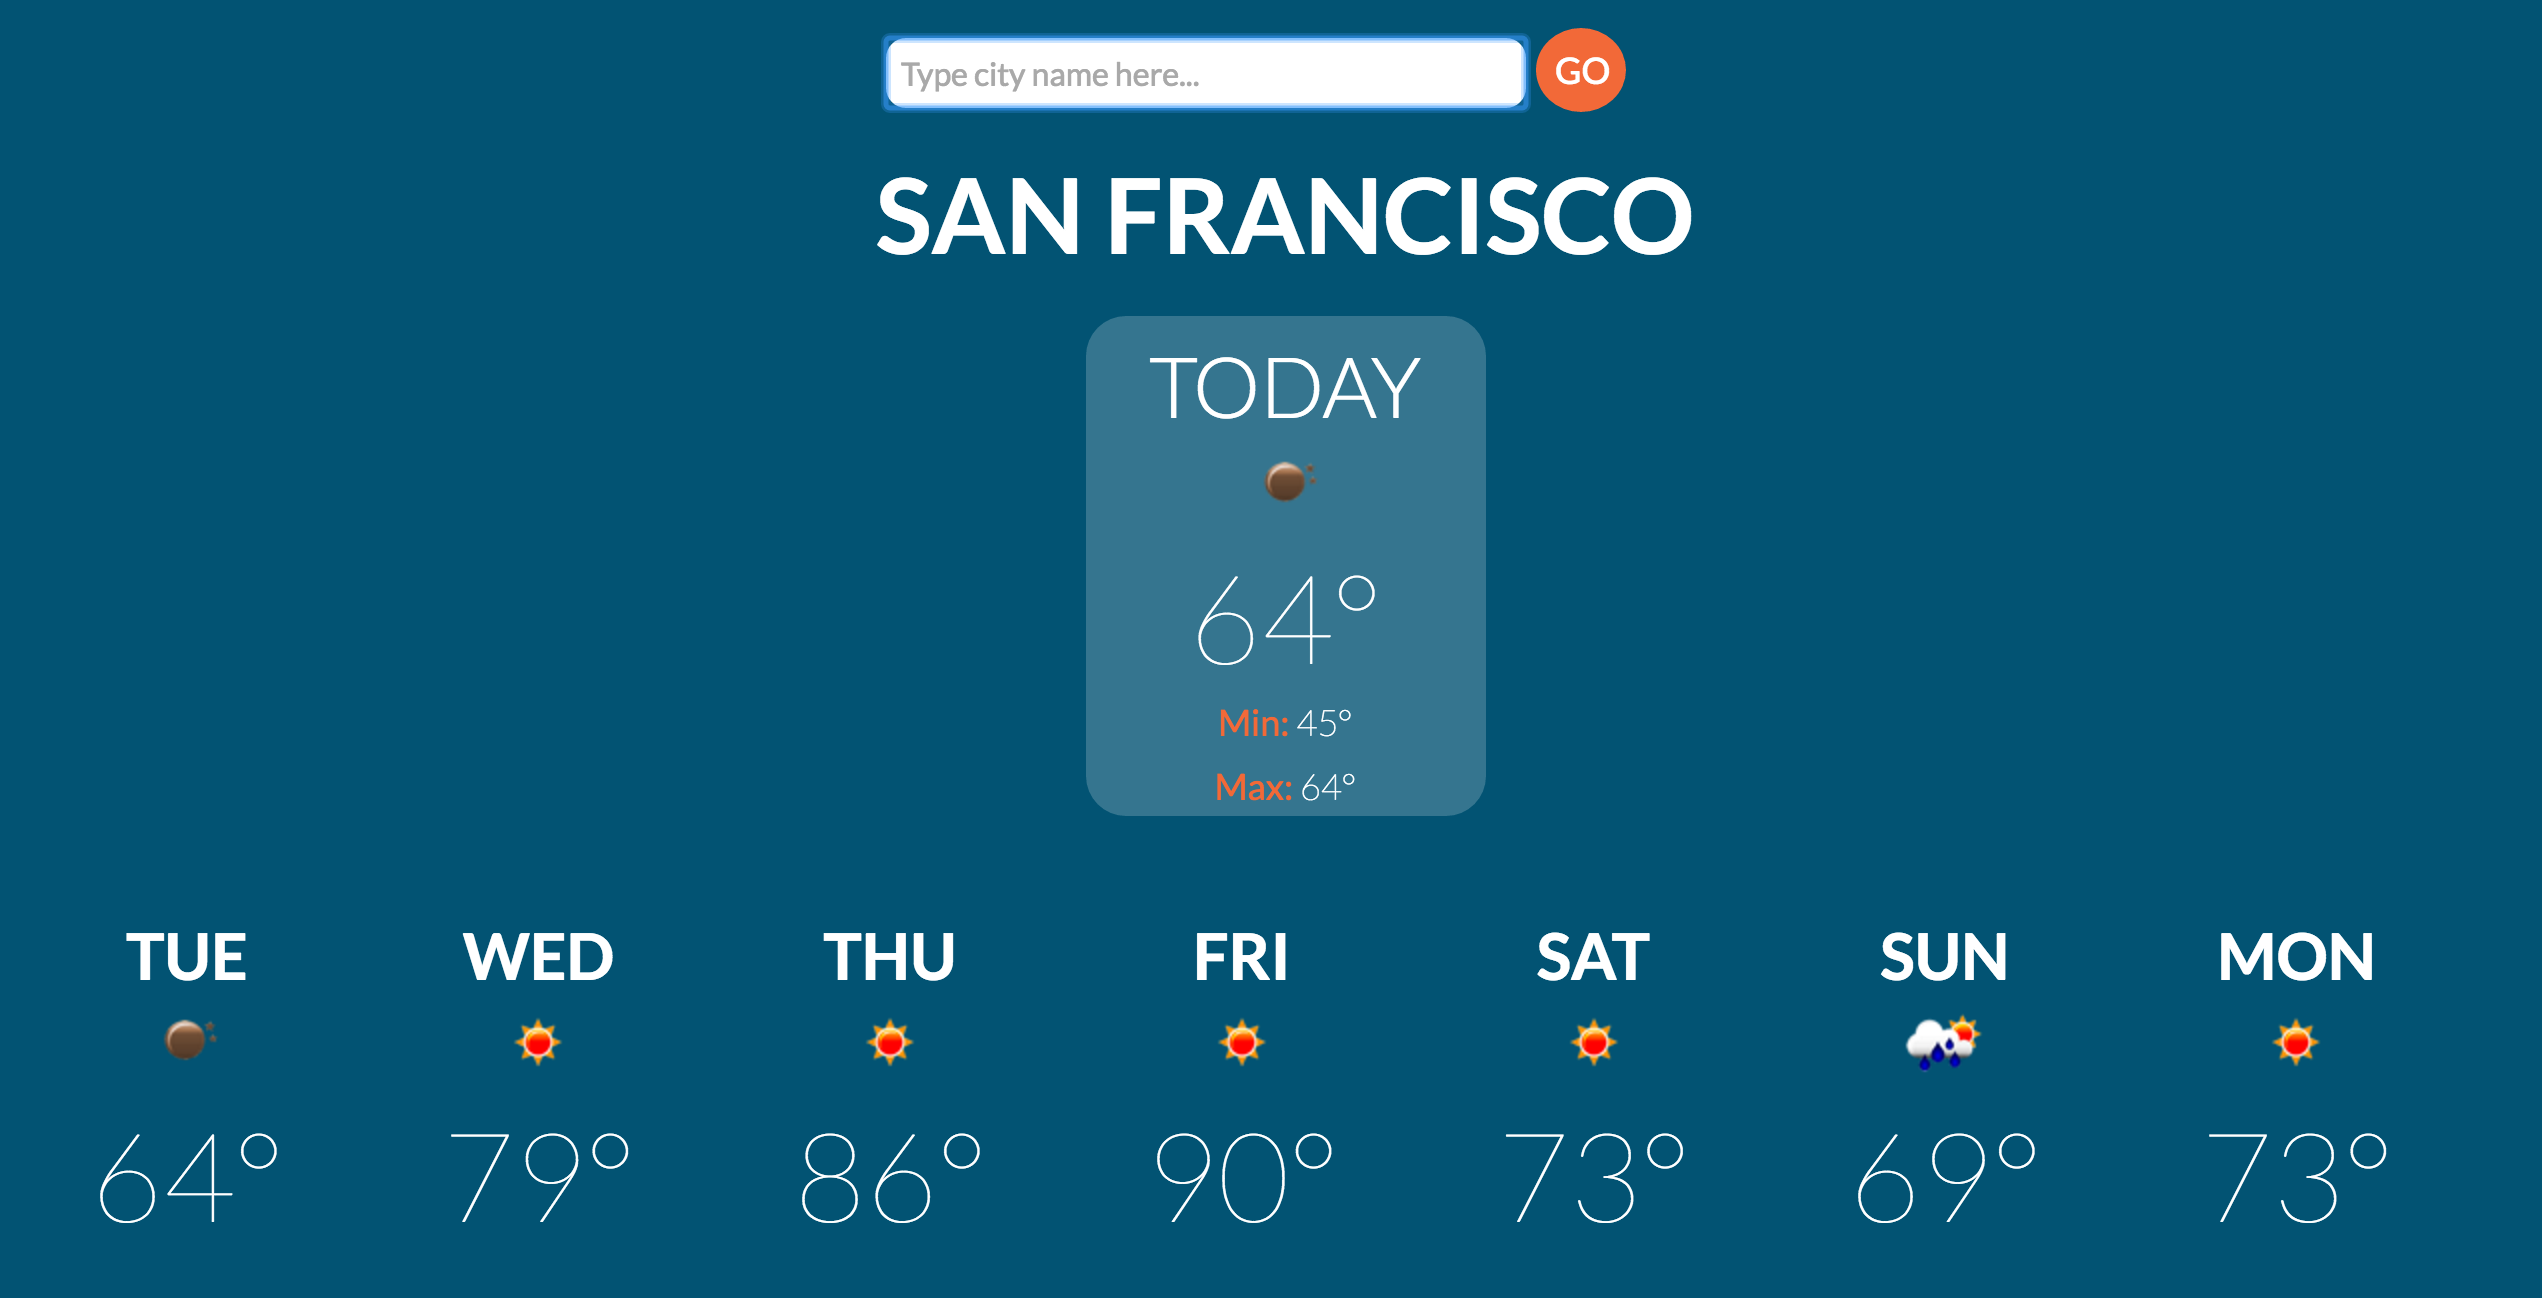 Type city name here...
GO
SAN FRANCISCO
TODAY
64°
Min: 45°
Max: 64°
TUE WED THU FRI SAT SUN MON
64° 79° 86° 90° 73° 69° 73°